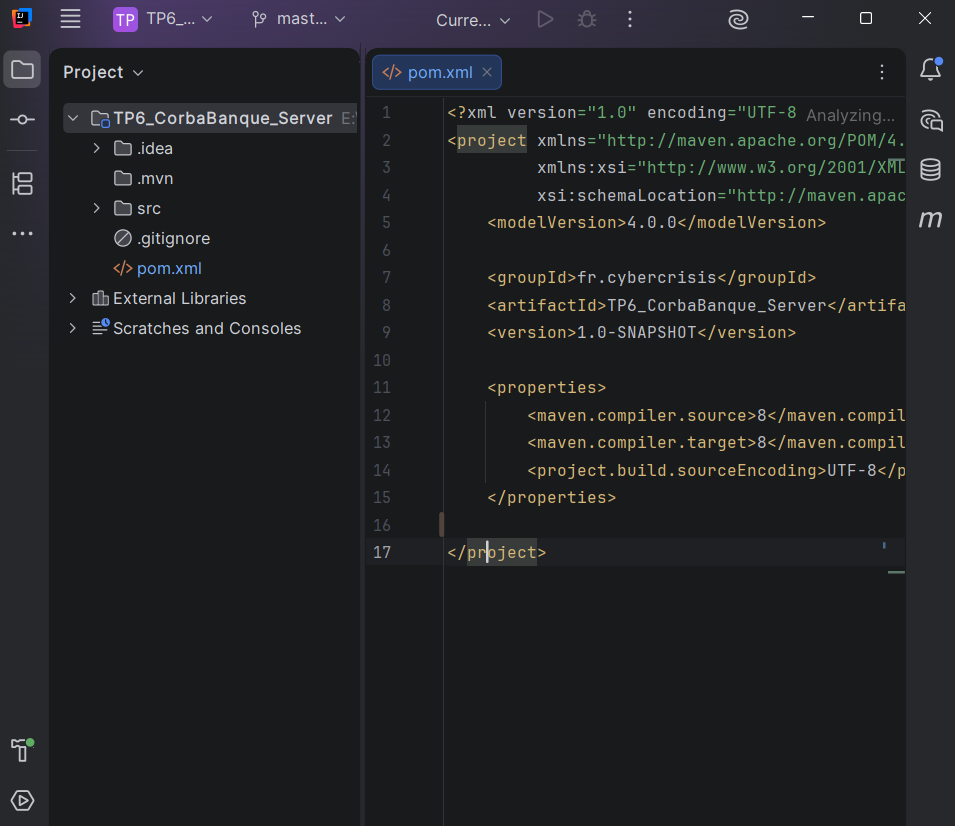 TP TP6_... mast... Curre...
Project
TP6_CorbaBanque_Server E:\
.idea
.mvn
src
.gitignore
</> pom.xml
External Libraries
Scratches and Consoles
</> pom.xml
1 <?xml version="1.0" encoding="UTF-8 Analyzing...
2 <project xmlns="http://maven.apache.org/POM/4.
3 xmlns:xsi="http://www.w3.org/2001/XML
4 xsi:schemaLocation="http://maven.apac
5 <modelVersion>4.0.0</modelVersion>
6
7 <groupId>fr.cybercrisis</groupId>
8 <artifactId>TP6_CorbaBanque_Server</artifa
9 <version>1.0-SNAPSHOT</version>
10
11 <properties>
12 <maven.compiler.source>8</maven.compil
13 <maven.compiler.target>8</maven.compil
14 <project.build.sourceEncoding>UTF-8</p
15 </properties>
16
17 </project>
m